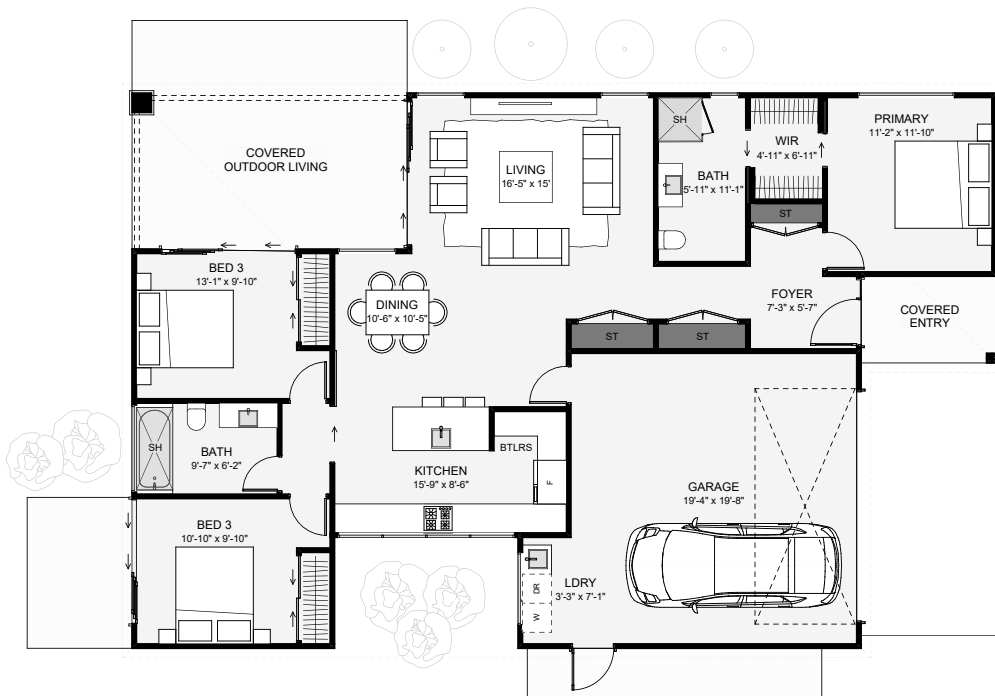 COVERED
OUTDOOR LIVING
LIVING
16'-5" x 15'
SH
BATH
5'-11" x 11'-1"
WIR
4'-11" x 6'-11"
ST
PRIMARY
11'-2" x 11'-10"
BED 3
13'-1" x 9'-10"
DINING
10'-6" x 10'-5"
FOYER
7'-3" x 5'-7"
COVERED
ENTRY
ST
ST
SH
BATH
9'-7" x 6'-2"
KITCHEN
15'-9" x 8'-6"
BTLRS
F
GARAGE
19'-4" x 19'-8"
BED 3
10'-10" x 9'-10"
LDRY
3'-3" x 7'-1"
DR
W